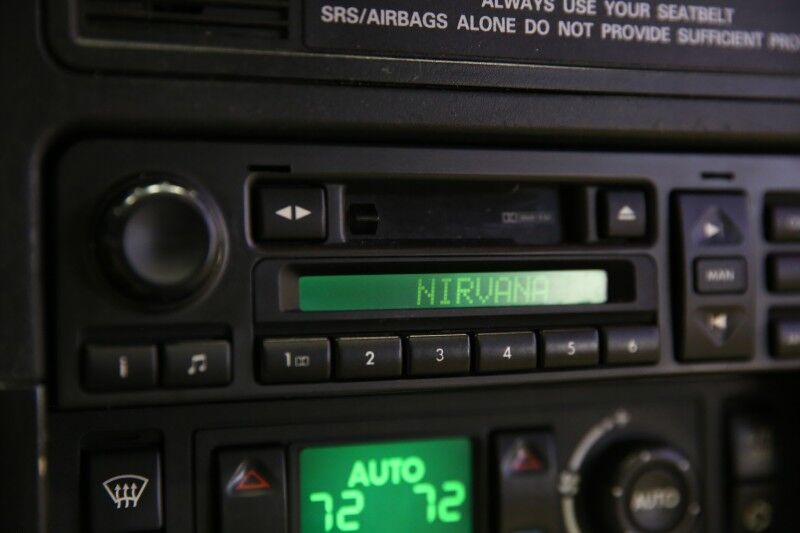 ALWAYS USE YOUR SEATBELT
SRS/AIRBAGS ALONE DO NOT PROVIDE SUFFICIENT
MAN
NIRVANA
i
1 2 3 4 5 6
AUTO
72 72
AUTO